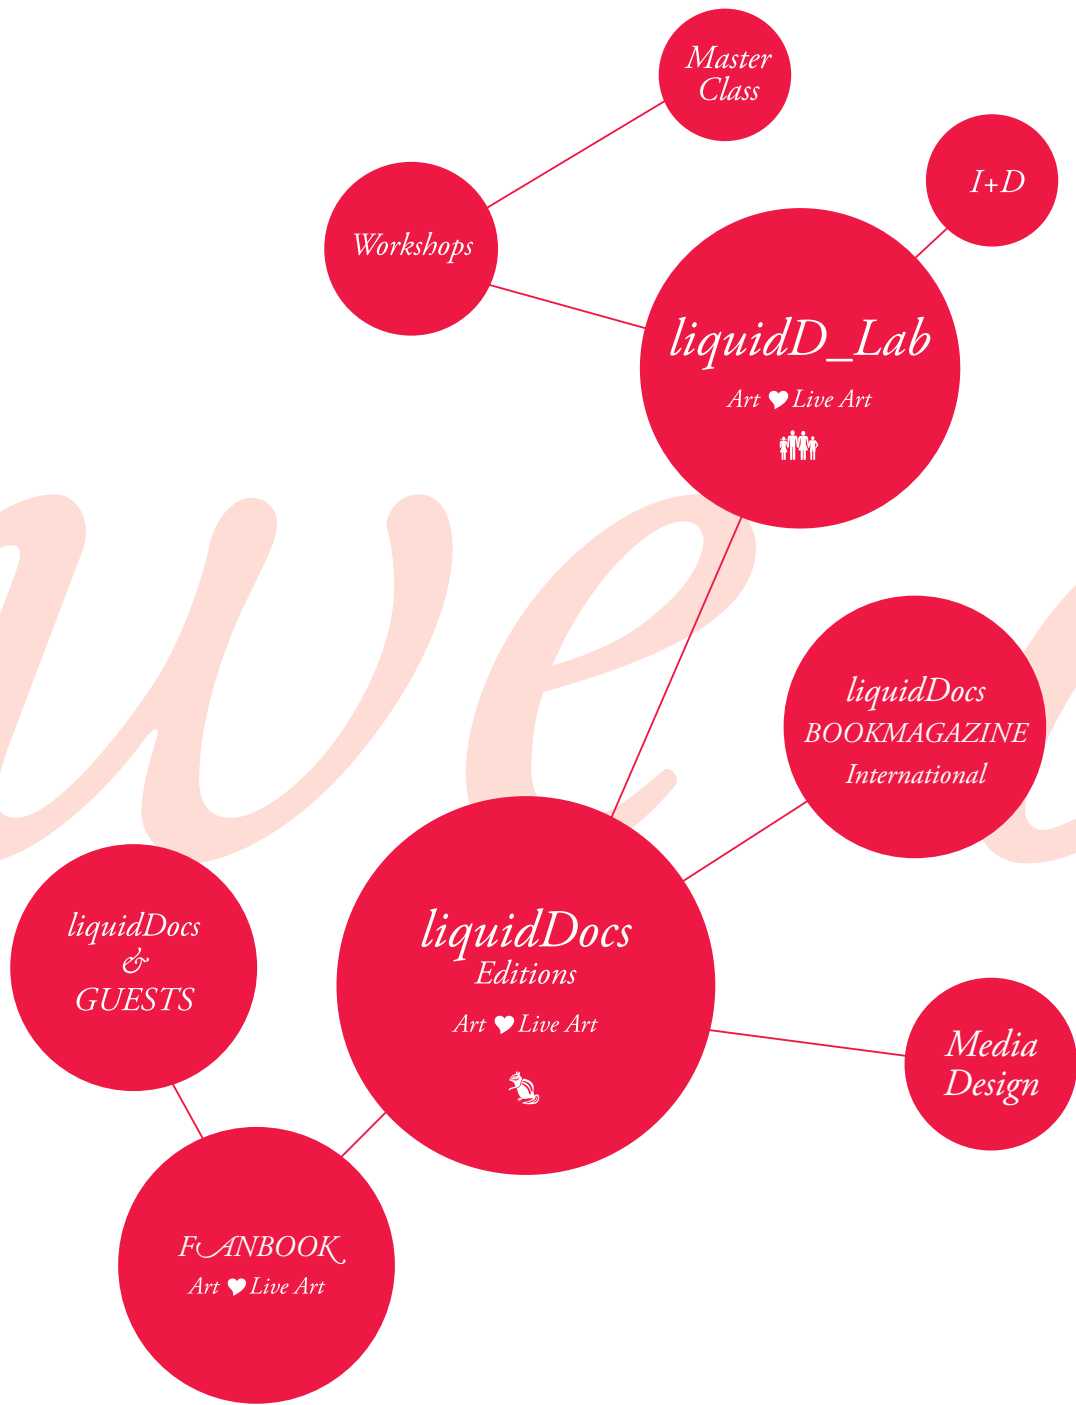 Master
Class
I+D
Workshops
liquidD_Lab
Art ♥ Live Art
we
liquidDocs
BOOKMAGAZINE
International
liquidDocs
&
GUESTS
liquidDocs
Editions
Art ♥ Live Art
Media
Design
FANBOOK
Art ♥ Live Art